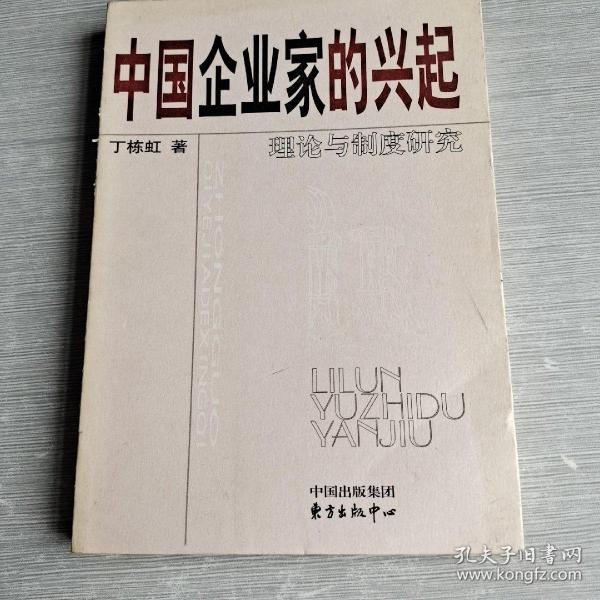 中国企业家的兴起
丁栋虹 著
理论与制度研究
ZHONGGUO
QIYEJIADEXINGQI
LILUN
YUZHIDU
YANJIU
中国出版集团
東方出版中心
孔夫子旧书网
www.kongfz.com